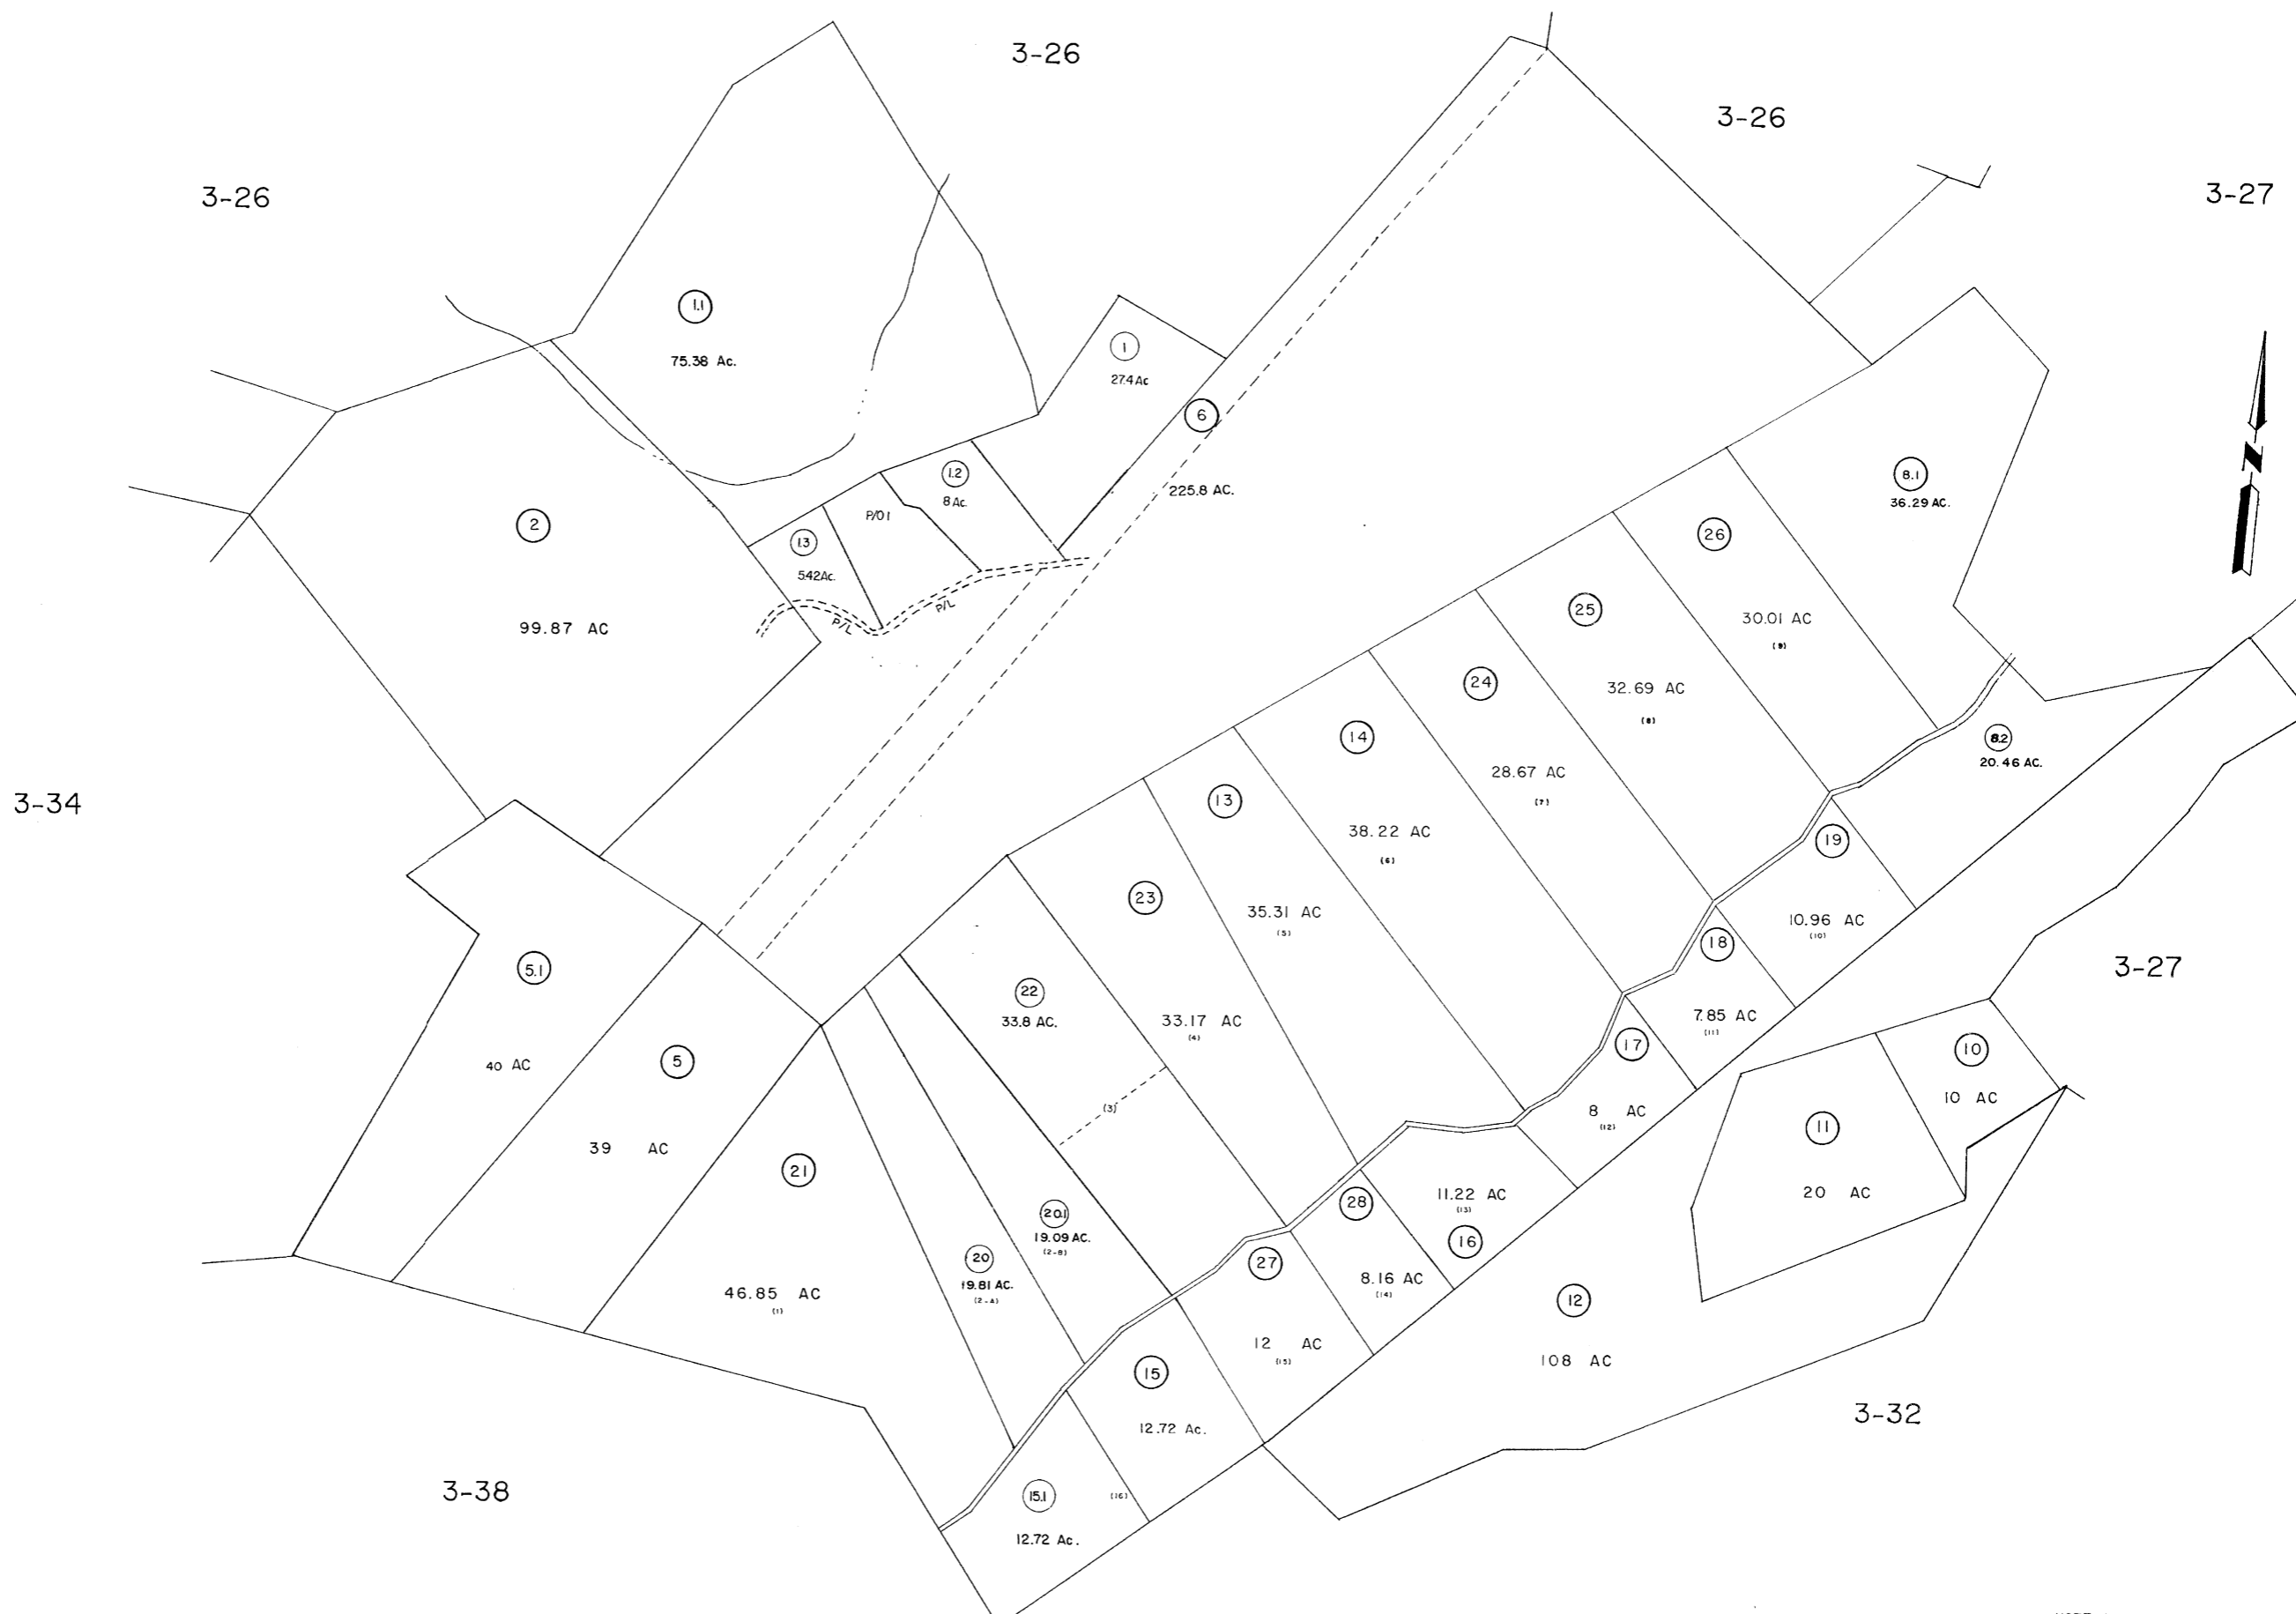 3-26
3-26
3-26
3-27
1.1
75.38 Ac.
1
27.4 Ac
6
225.8 AC.
1.2
8 Ac.
P/O 1
1.3
5.42 Ac.
P/L
P/L
2
99.87 AC
8.1
36.29 AC.
N
26
30.01 AC
(9)
25
32.69 AC
(8)
24
28.67 AC
(7)
14
38.22 AC
(6)
13
35.31 AC
(5)
8.2
20.46 AC.
3-34
19
10.96 AC
(10)
18
7.85 AC
(11)
17
8 AC
(12)
3-27
23
33.17 AC
(4)
22
33.8 AC.
(3)
5.1
40 AC
5
39 AC
21
46.85 AC
(1)
20
19.81 AC.
(2-A)
20.1
19.09 AC.
(2-B)
10
10 AC
11
20 AC
11.22 AC
(13)
16
28
8.16 AC
(14)
27
12 AC
(15)
12
108 AC
15
12.72 Ac.
15.1
(16)
12.72 Ac.
3-32
3-38